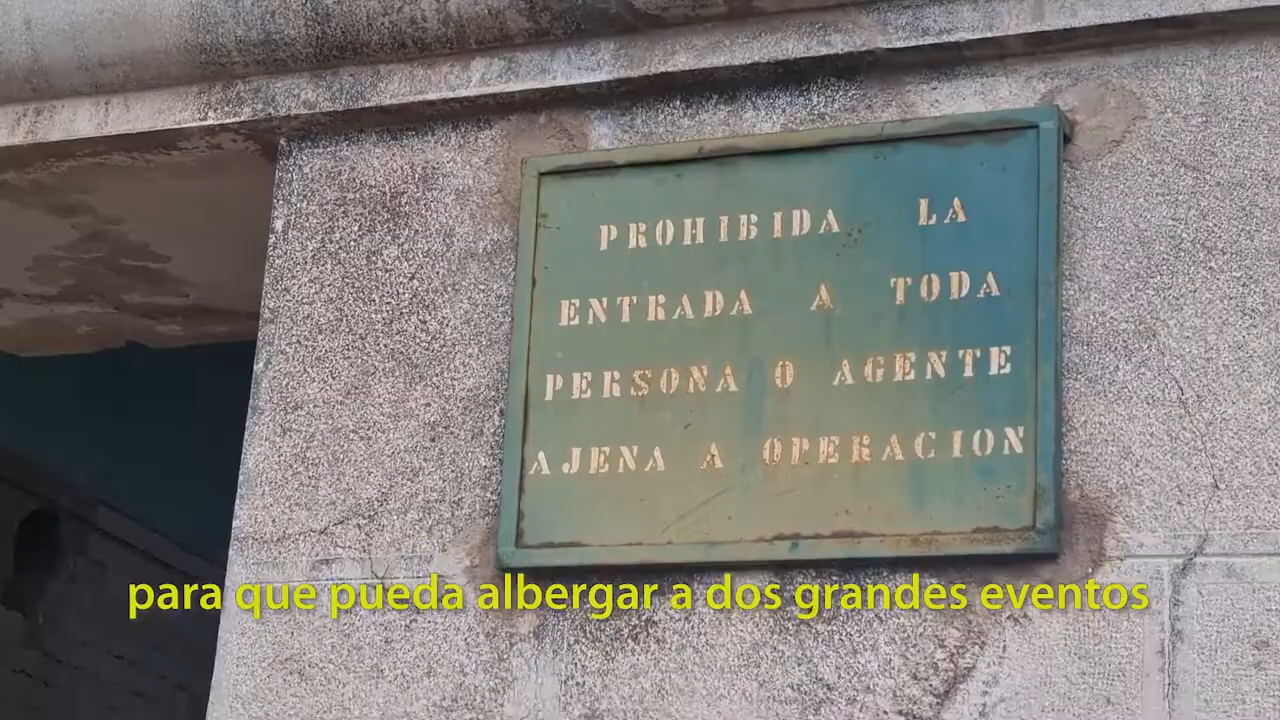 PROHIBIDA LA
ENTRADA A TODA
PERSONA O AGENTE
AJENA A OPERACION
para que pueda albergar a dos grandes eventos